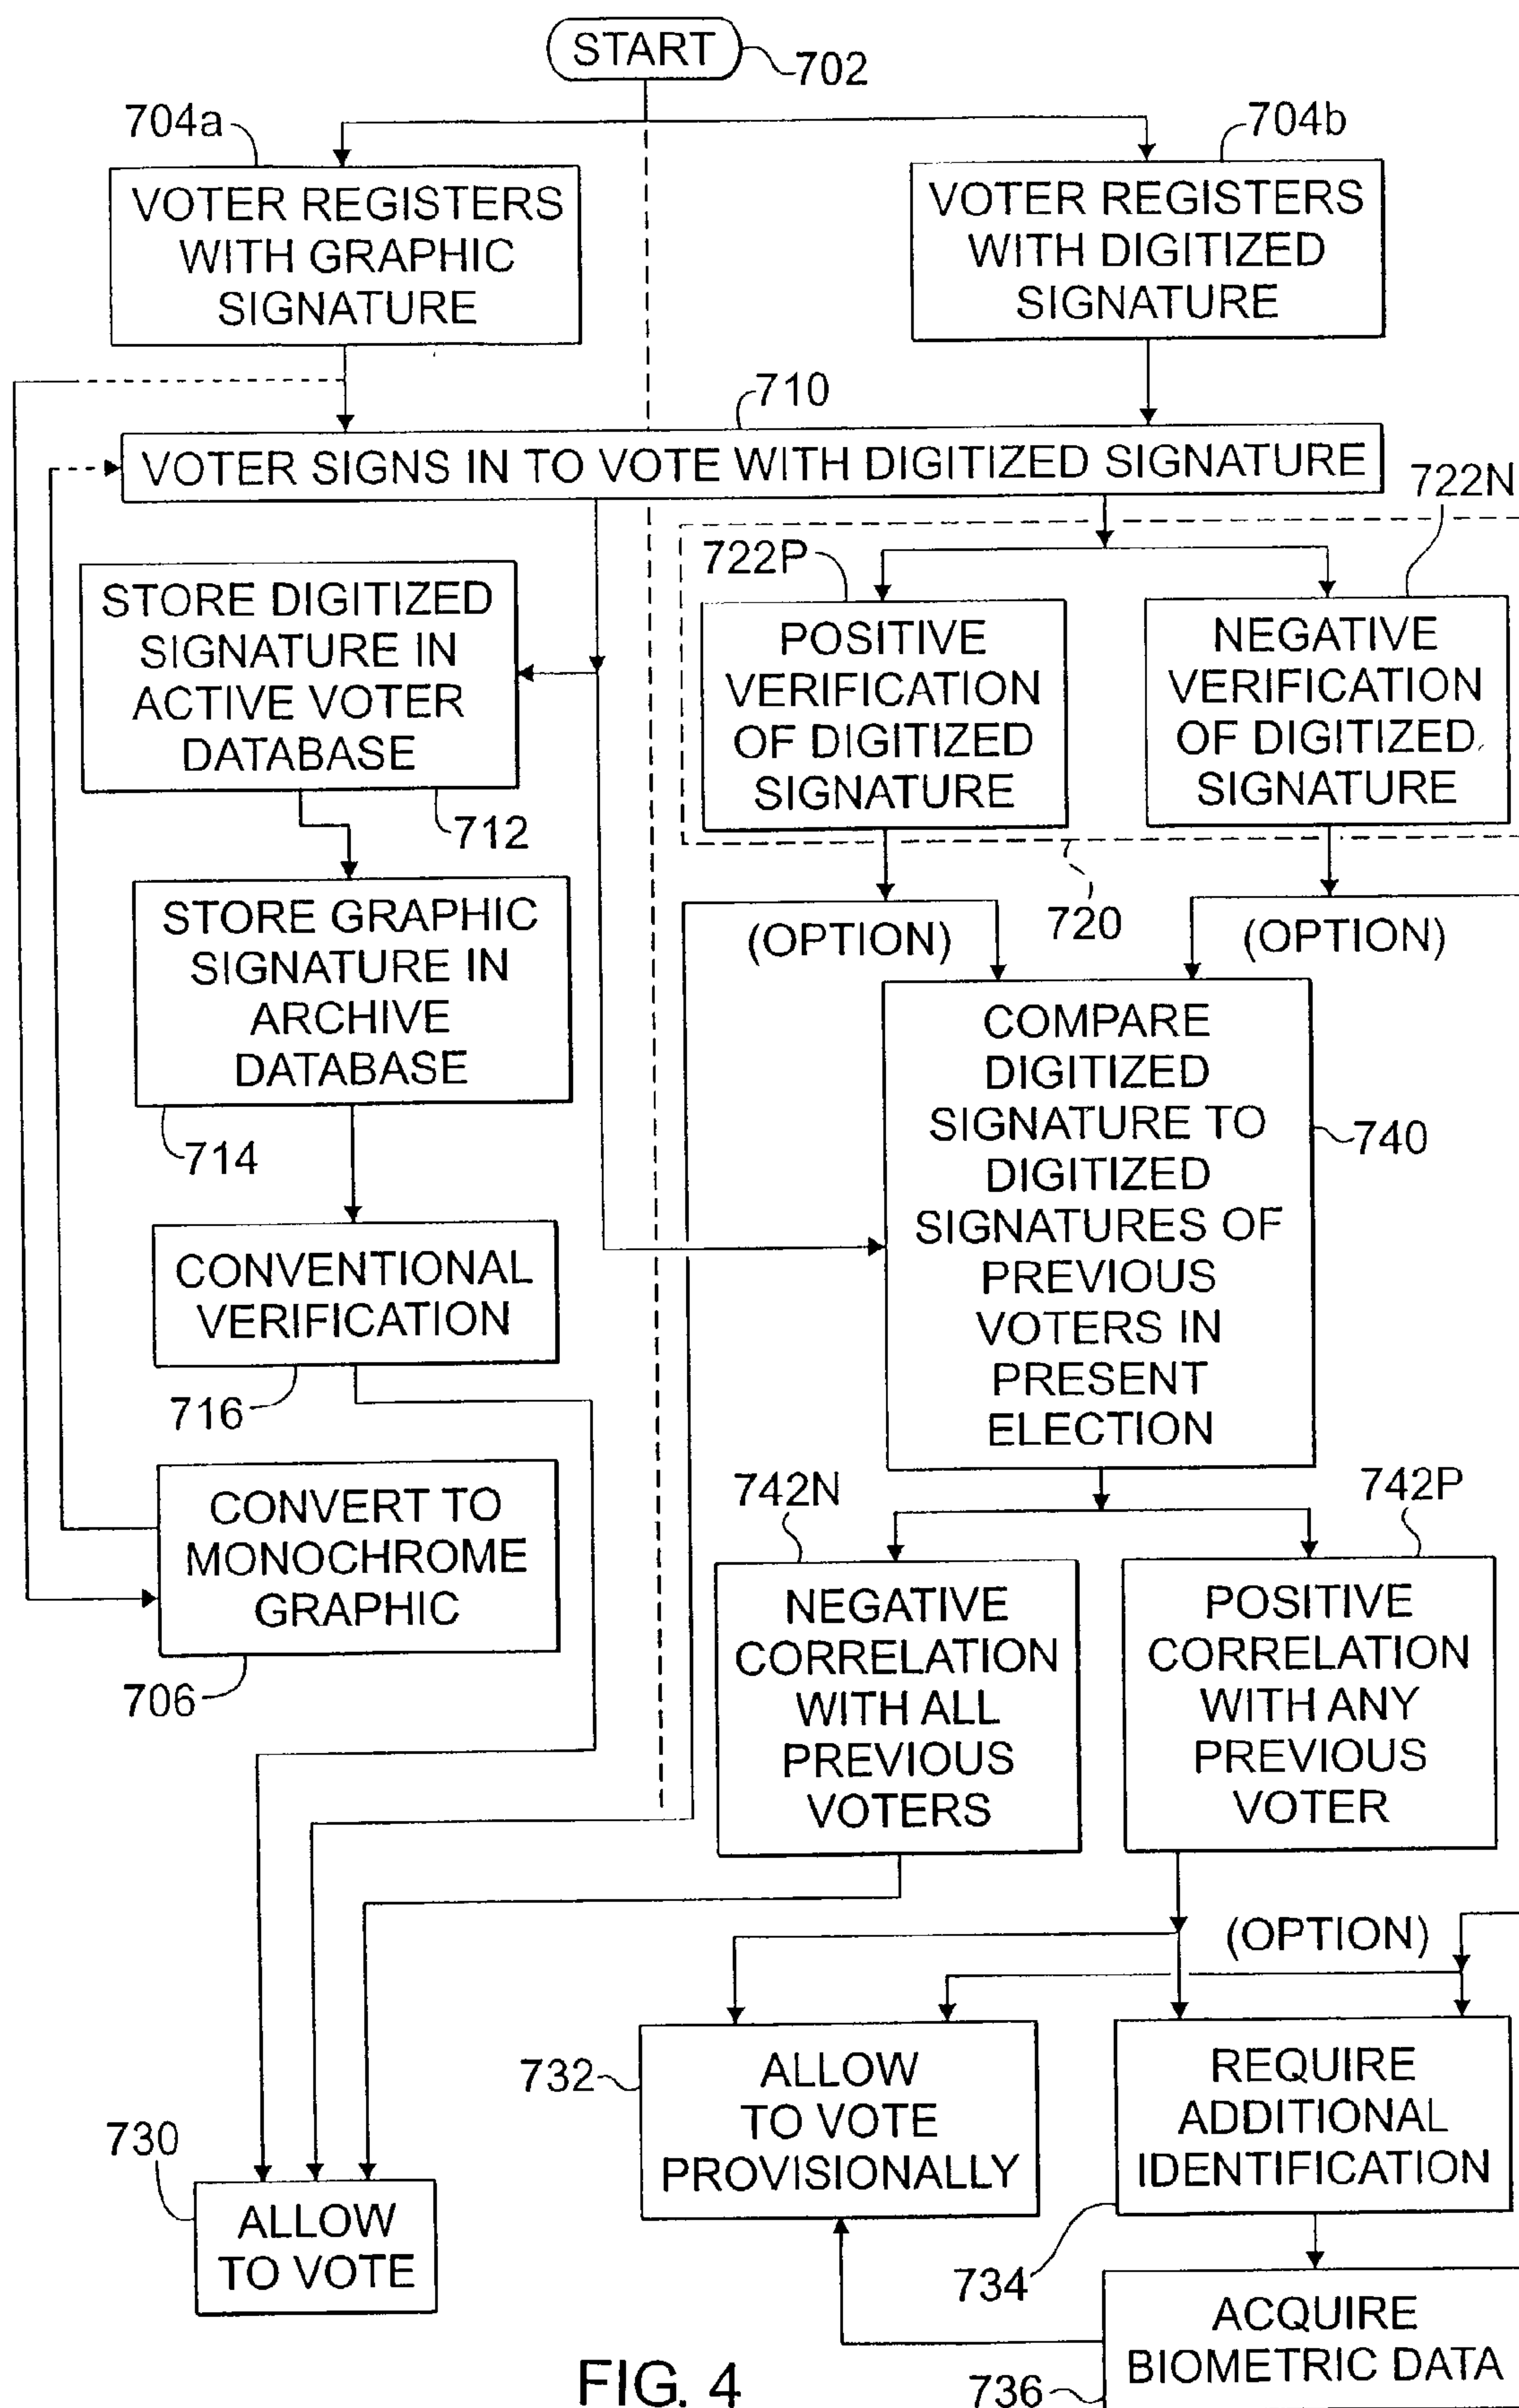 START
702
704a
704b
VOTER REGISTERS
WITH GRAPHIC
SIGNATURE
VOTER REGISTERS
WITH DIGITIZED
SIGNATURE
710
VOTER SIGNS IN TO VOTE WITH DIGITIZED SIGNATURE
722N
722P
STORE DIGITIZED
SIGNATURE IN
ACTIVE VOTER
DATABASE
712
POSITIVE
VERIFICATION
OF DIGITIZED
SIGNATURE
NEGATIVE
VERIFICATION
OF DIGITIZED
SIGNATURE
720
(OPTION)
(OPTION)
STORE GRAPHIC
SIGNATURE IN
ARCHIVE
DATABASE
714
COMPARE
DIGITIZED
SIGNATURE TO
DIGITIZED
SIGNATURES OF
PREVIOUS
VOTERS IN
PRESENT
ELECTION
740
CONVENTIONAL
VERIFICATION
716
CONVERT TO
MONOCHROME
GRAPHIC
706
742N
742P
NEGATIVE
CORRELATION
WITH ALL
PREVIOUS
VOTERS
POSITIVE
CORRELATION
WITH ANY
PREVIOUS
VOTER
(OPTION)
732
ALLOW
TO VOTE
PROVISIONALLY
REQUIRE
ADDITIONAL
IDENTIFICATION
734
730
ALLOW
TO VOTE
ACQUIRE
BIOMETRIC DATA
736
FIG. 4